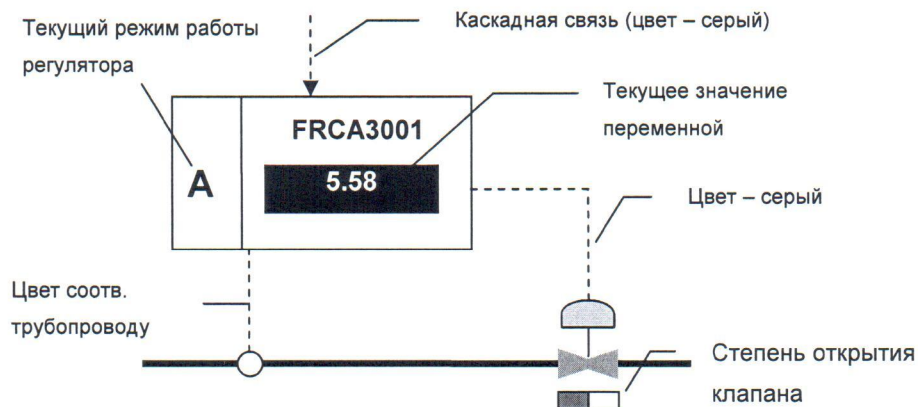 Текущий режим работы
регулятора
Каскадная связь (цвет – серый)
Текущее значение
переменной
FRCA3001
A
5.58
Цвет – серый
Цвет соотв.
трубопроводу
Степень открытия
клапана